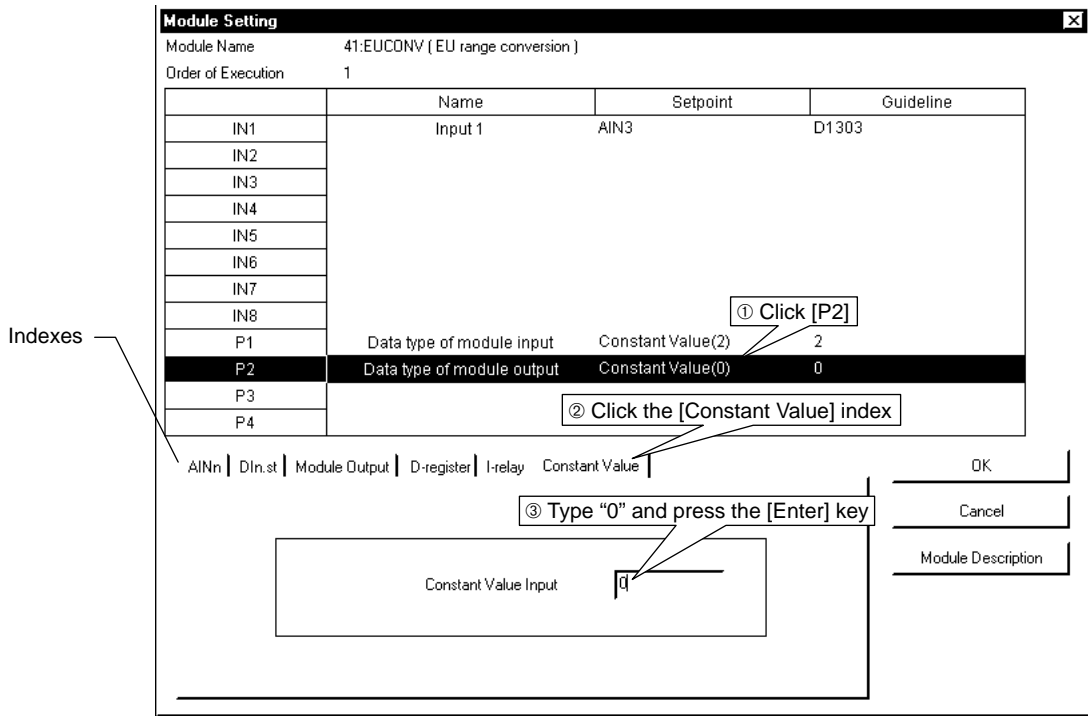 Module Setting
Module Name 41:EUCONV ( EU range conversion )
Order of Execution 1
Name Setpoint Guideline
IN1 Input 1 AIN3 D1303
IN2
IN3
IN4
IN5
IN6
IN7
IN8
① Click [P2]
Indexes
P1 Data type of module input Constant Value(2) 2
P2 Data type of module output Constant Value(0) 0
P3
② Click the [Constant Value] index
P4
AINn DIn.st Module Output D-register I-relay Constant Value OK
③ Type “0” and press the [Enter] key Cancel
Module Description
Constant Value Input 0